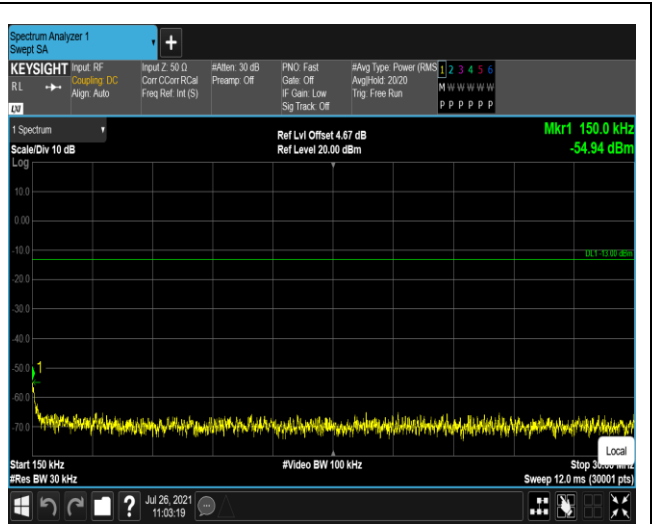 Spectrum Analyzer 1
Swept SA
+
KEYSIGHT
RL
LXI
Input: RF
Coupling: DC
Align: Auto
Input Z: 50 Ω
Corr CCorr RCal
Freq Ref: Int (S)
#Atten: 30 dB
Preamp: Off
PNO: Fast
Gate: Off
IF Gain: Low
Sig Track: Off
#Avg Type: Power (RMS
Avg|Hold: 20/20
Trig: Free Run
1 2 3 4 5 6
M W W W W W
P P P P P P
1 Spectrum
Scale/Div 10 dB
Log
Ref Lvl Offset 4.67 dB
Ref Level 20.00 dBm
Mkr1 150.0 kHz
-54.94 dBm
10.0
0.00
-10.0
DL1 -13.00 dBm
-20.0
-30.0
-40.0
-50.0
1
-60.0
-70.0
Local
Start 150 kHz
#Video BW 100 kHz
Stop 30.00 MHz
#Res BW 30 kHz
Sweep 12.0 ms (30001 pts)
?
Jul 26, 2021
11:03:19